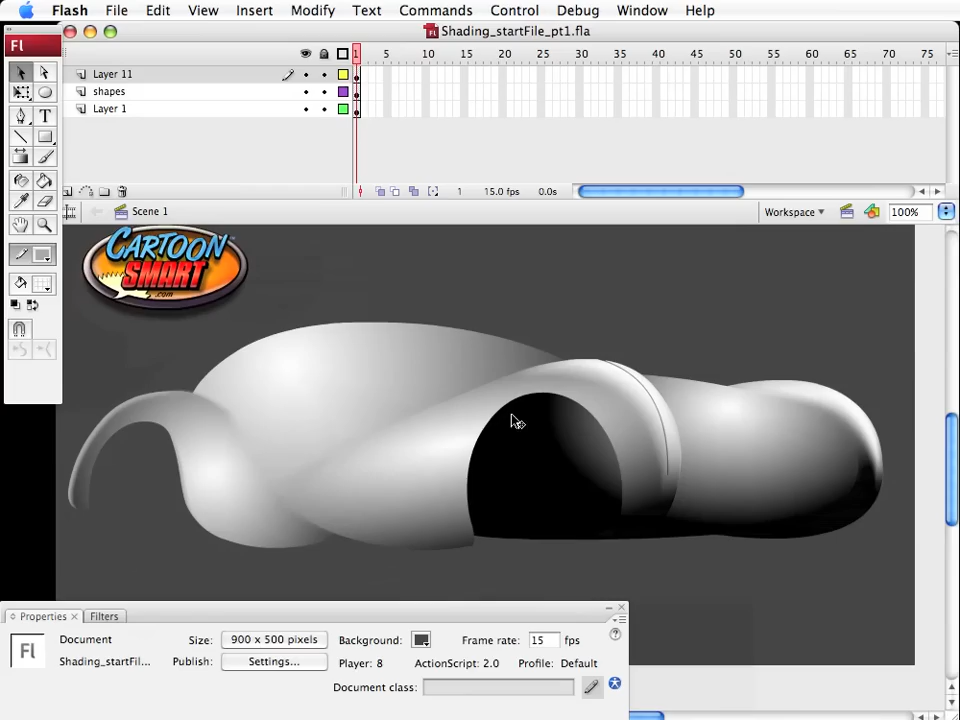 Flash File Edit View Insert Modify Text Commands Control Debug Window Help
Shading_startFile_pt1.fla
Fl
1 5 10 15 20 25 30 35 40 45 50 55 60 65 70 75
Layer 11
shapes
Layer 1
1 15.0 fps 0.0s
Scene 1 Workspace 100%
CARTOON
SMART
.com
Properties × Filters
Fl
Document Size: 900 x 500 pixels Background: Frame rate: 15 fps
Shading_startFil... Publish: Settings... Player: 8 ActionScript: 2.0 Profile: Default
Document class: